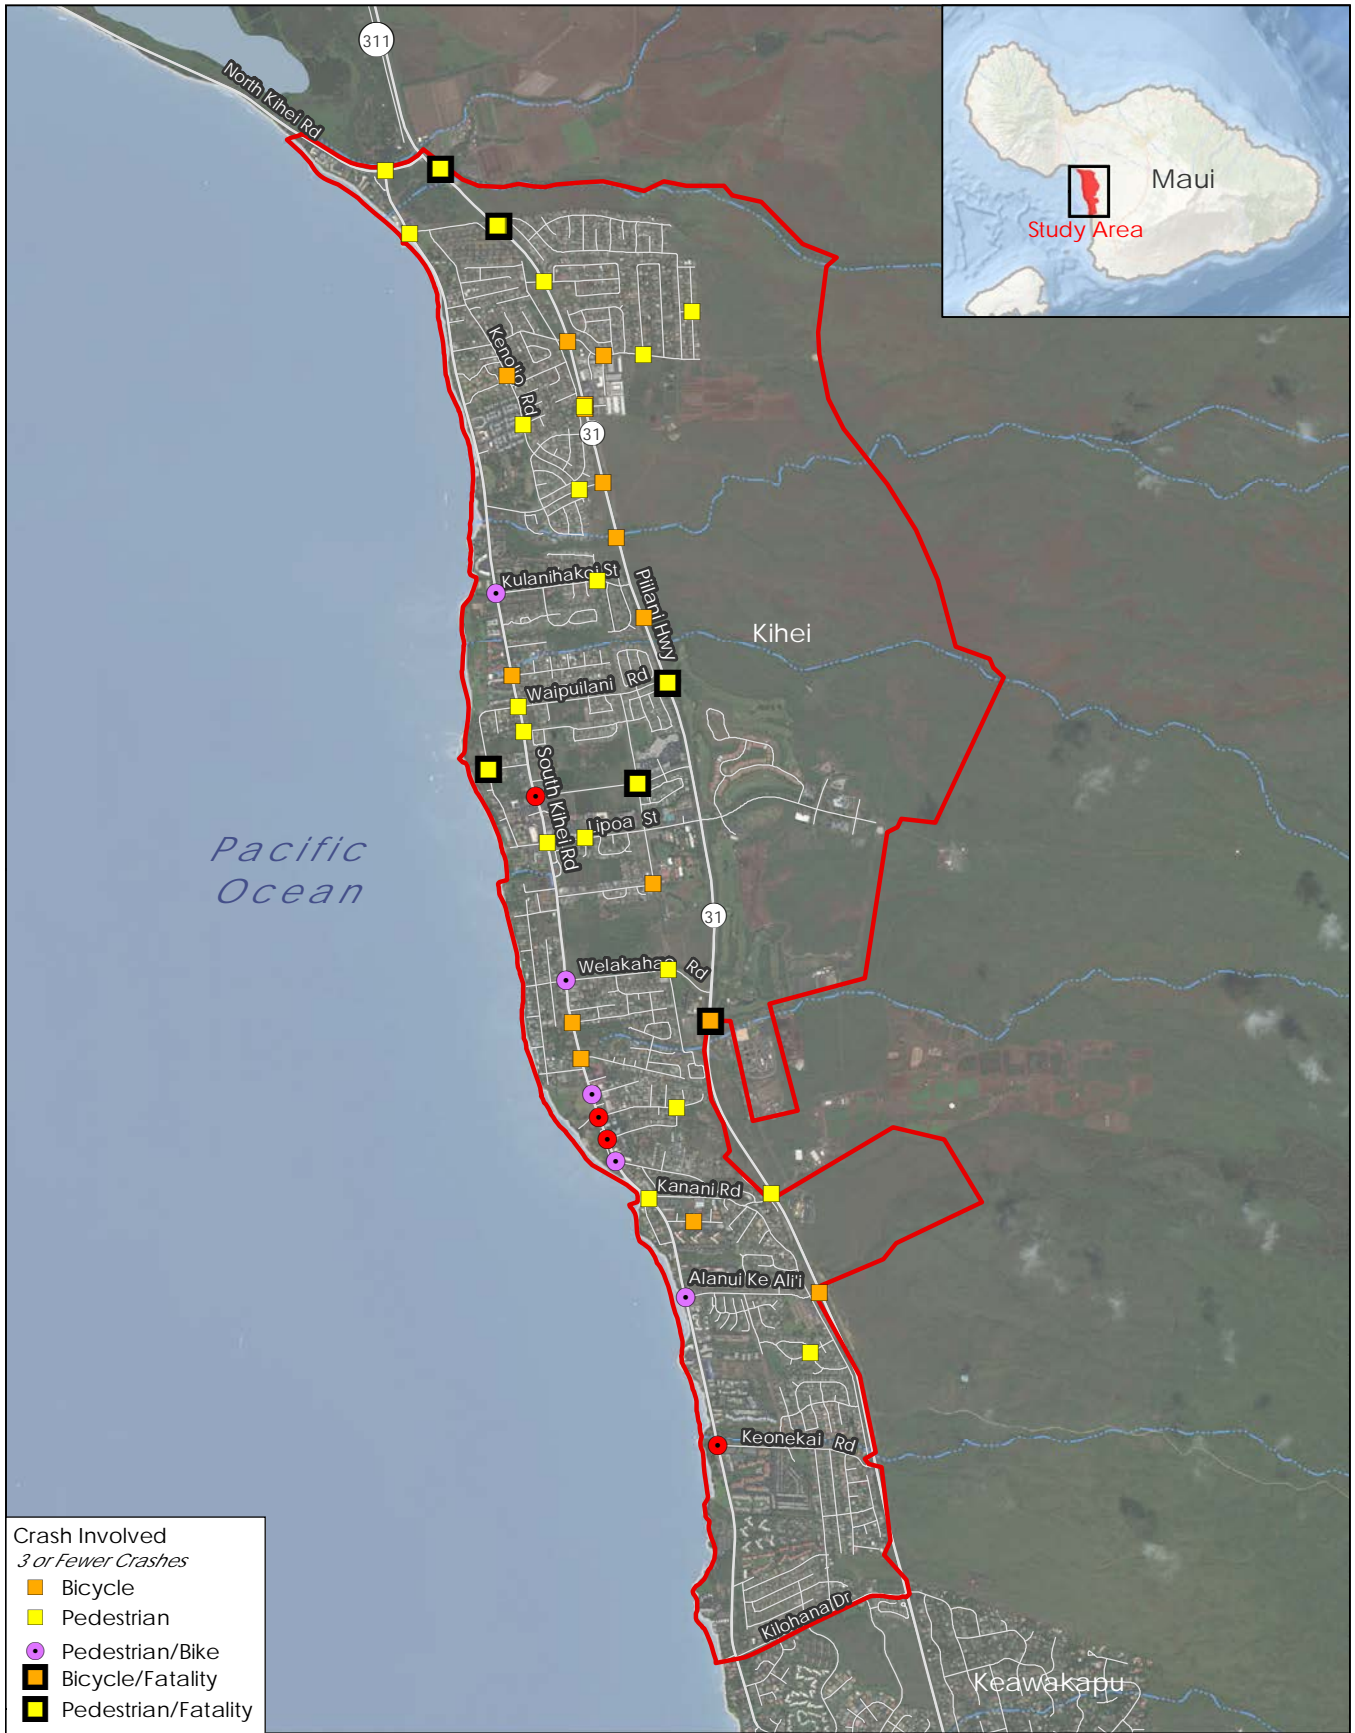 311
North Kihei Rd
Maui
Study Area
Kenolio Rd
31
Kulanihakoi St
Piilani Hwy
Kihei
Waipuilani Rd
South Kihei Rd
Lipoa St
Pacific
Ocean
31
Welakahao Rd
Kanani Rd
Alanui Ke Ali'i
Keonekai Rd
Kilohana Dr
Keawakapu
Crash Involved
3 or Fewer Crashes
Bicycle
Pedestrian
Pedestrian/Bike
Bicycle/Fatality
Pedestrian/Fatality